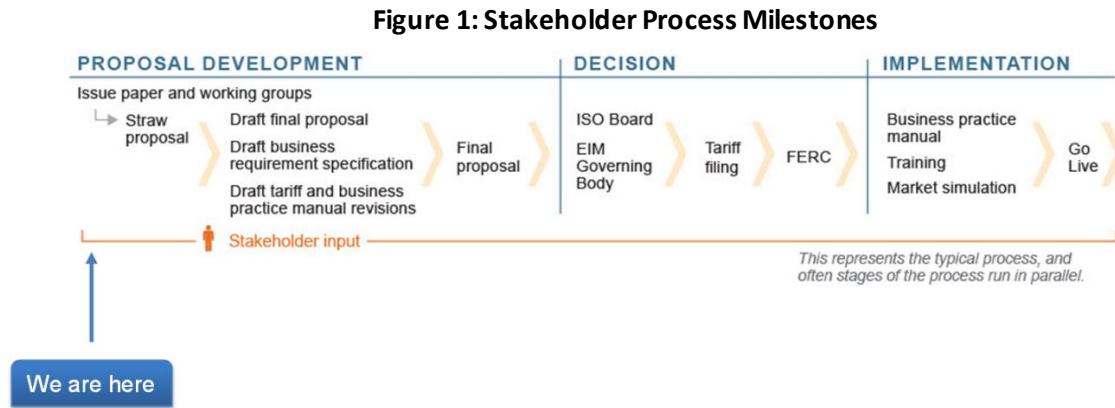 Figure 1: Stakeholder Process Milestones
PROPOSAL DEVELOPMENT
Issue paper and working groups
Straw
proposal
Draft final proposal
Draft business
requirement specification
Draft tariff and business
practice manual revisions
Final
proposal
DECISION
ISO Board
EIM
Governing
Body
Tariff
filing
FERC
IMPLEMENTATION
Business practice
manual
Training
Market simulation
Go
Live
Stakeholder input
This represents the typical process, and
often stages of the process run in parallel.
We are here